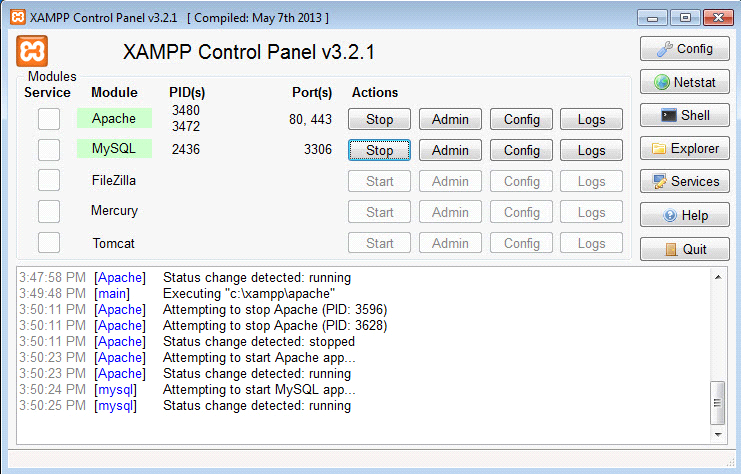 XAMPP Control Panel v3.2.1 [ Compiled: May 7th 2013 ]
XAMPP Control Panel v3.2.1
Config
Netstat
Shell
Explorer
Services
Help
Quit
Modules
Service Module PID(s) Port(s) Actions
Apache 3480 3472 80, 443 Stop Admin Config Logs
MySQL 2436 3306 Stop Admin Config Logs
FileZilla Start Admin Config Logs
Mercury Start Admin Config Logs
Tomcat Start Admin Config Logs
3:47:58 PM [Apache] Status change detected: running
3:49:48 PM [main] Executing "c:\xampp\apache"
3:50:11 PM [Apache] Attempting to stop Apache (PID: 3596)
3:50:11 PM [Apache] Attempting to stop Apache (PID: 3628)
3:50:11 PM [Apache] Status change detected: stopped
3:50:23 PM [Apache] Attempting to start Apache app...
3:50:23 PM [Apache] Status change detected: running
3:50:24 PM [mysql] Attempting to start MySQL app...
3:50:25 PM [mysql] Status change detected: running